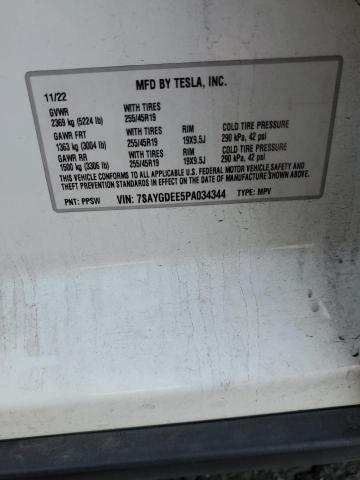 MFD BY TESLA, INC.
11/22
GVWR WITH TIRES
2369 kg (5224 lb) 255/45R19
GAWR FRT WITH TIRES RIM COLD TIRE PRESSURE
1363 kg (3004 lb) 255/45R19 19X9.5J 290 kPa, 42 psi
GAWR RR WITH TIRES RIM COLD TIRE PRESSURE
1500 kg (3306 lb) 255/45R19 19X9.5J 290 kPa, 42 psi
THIS VEHICLE CONFORMS TO ALL APPLICABLE U.S. FEDERAL MOTOR VEHICLE SAFETY AND
THEFT PREVENTION STANDARDS IN EFFECT ON THE DATE OF MANUFACTURE SHOWN ABOVE.
PNT: PPSW VIN: 7SAYGDEE5PA034344 TYPE: MPV